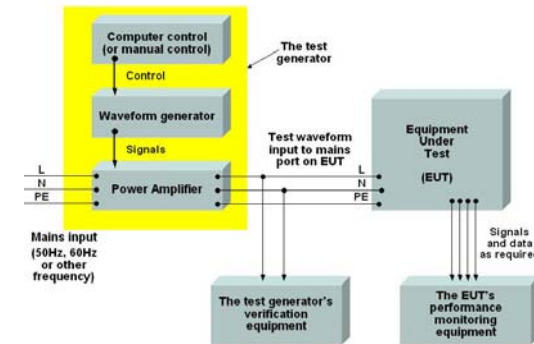 Computer control
(or manual control)
The test
generator
Control
Waveform generator
Signals
Test waveform
input to mains
port on EUT
Equipment
Under
Test
(EUT)
L
N
PE
Power Amplifier
L
N
PE
Mains input
(50Hz, 60Hz
or other
frequency)
Signals
and data
as required
The test generator's
verification
equipment
The EUT's
performance
monitoring
equipment